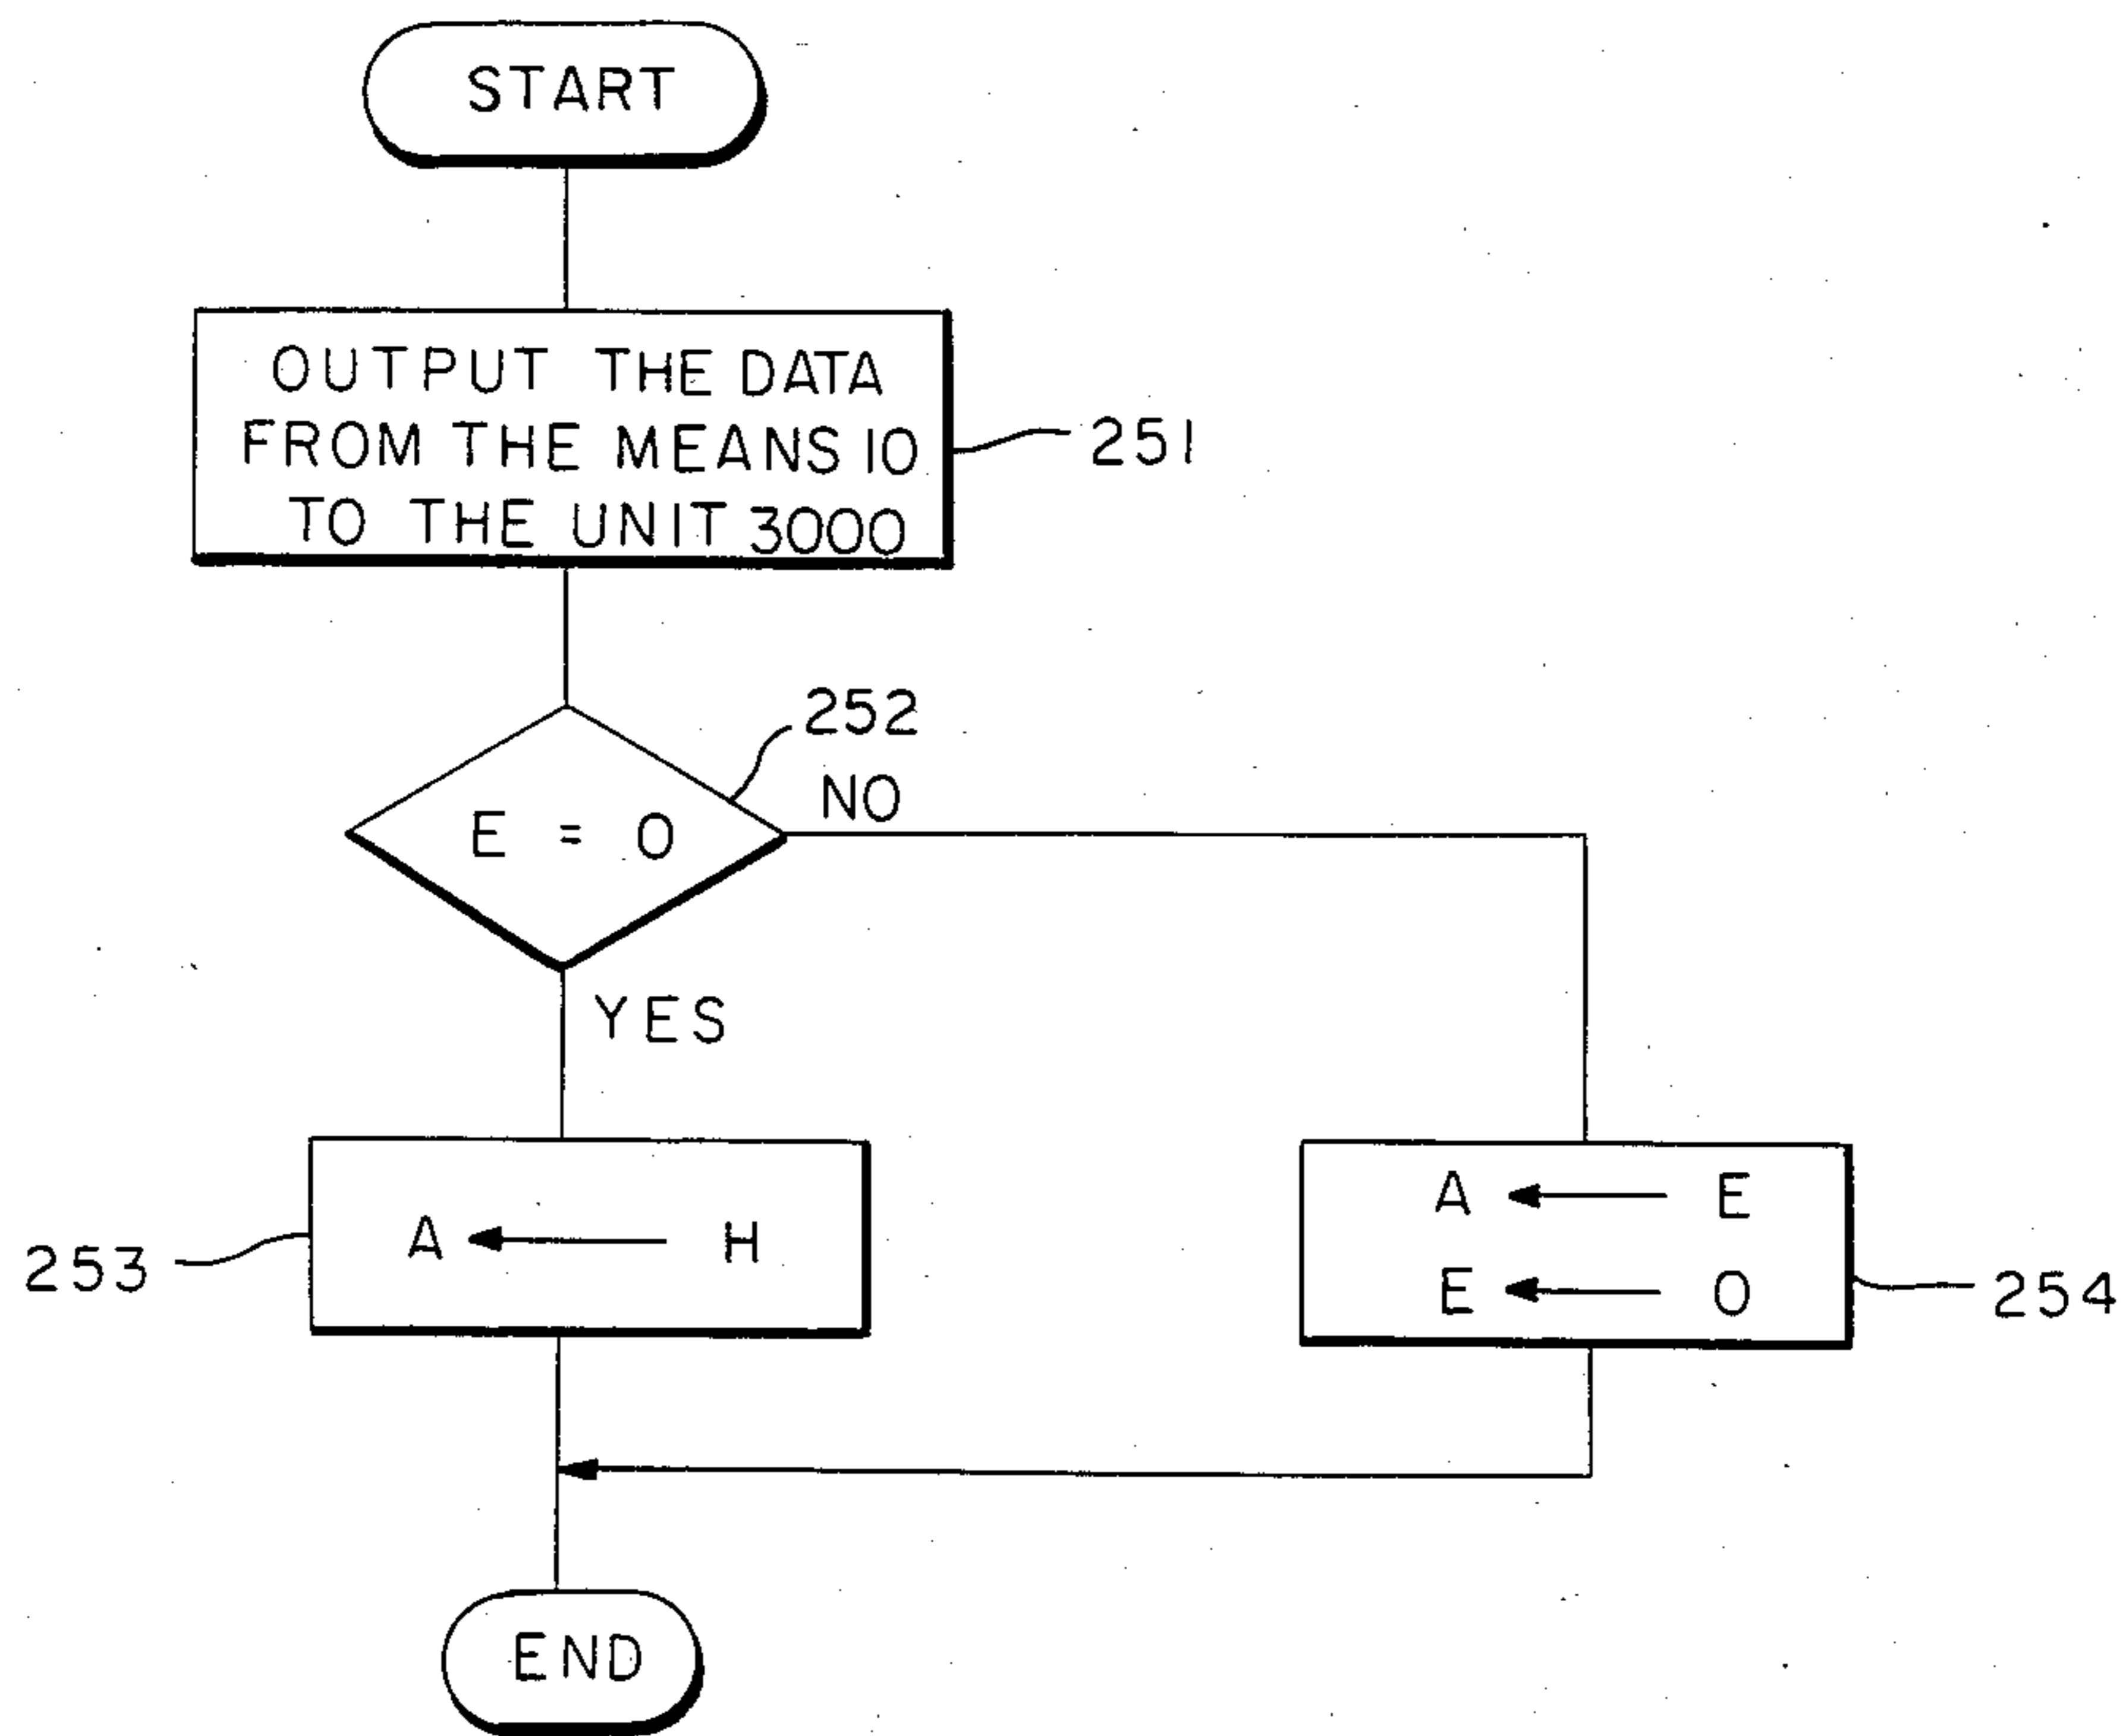 START
OUTPUT THE DATA
FROM THE MEANS 10
TO THE UNIT 3000
251
252
NO
E = 0
YES
A ← H
253
A ← E
E ← 0
254
END